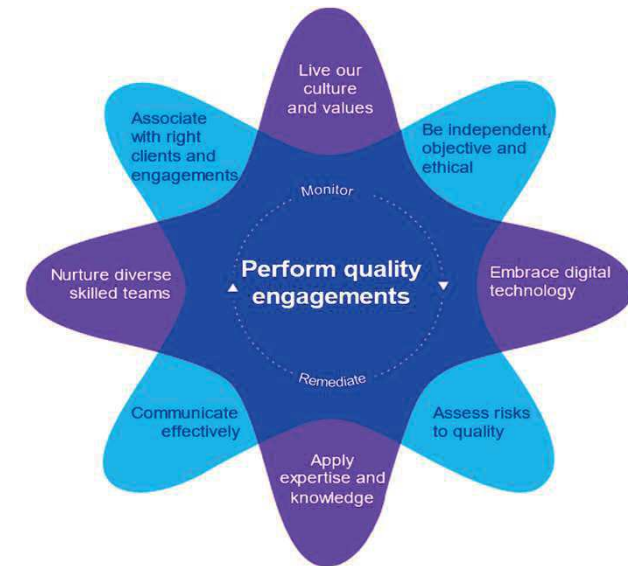 Live our
culture
and values
Be independent,
objective and
ethical
Embrace digital
technology
Assess risks
to quality
Apply
expertise and
knowledge
Communicate
effectively
Nurture diverse
skilled teams
Associate
with right
clients and
engagements
Monitor
Perform quality
engagements
Remediate